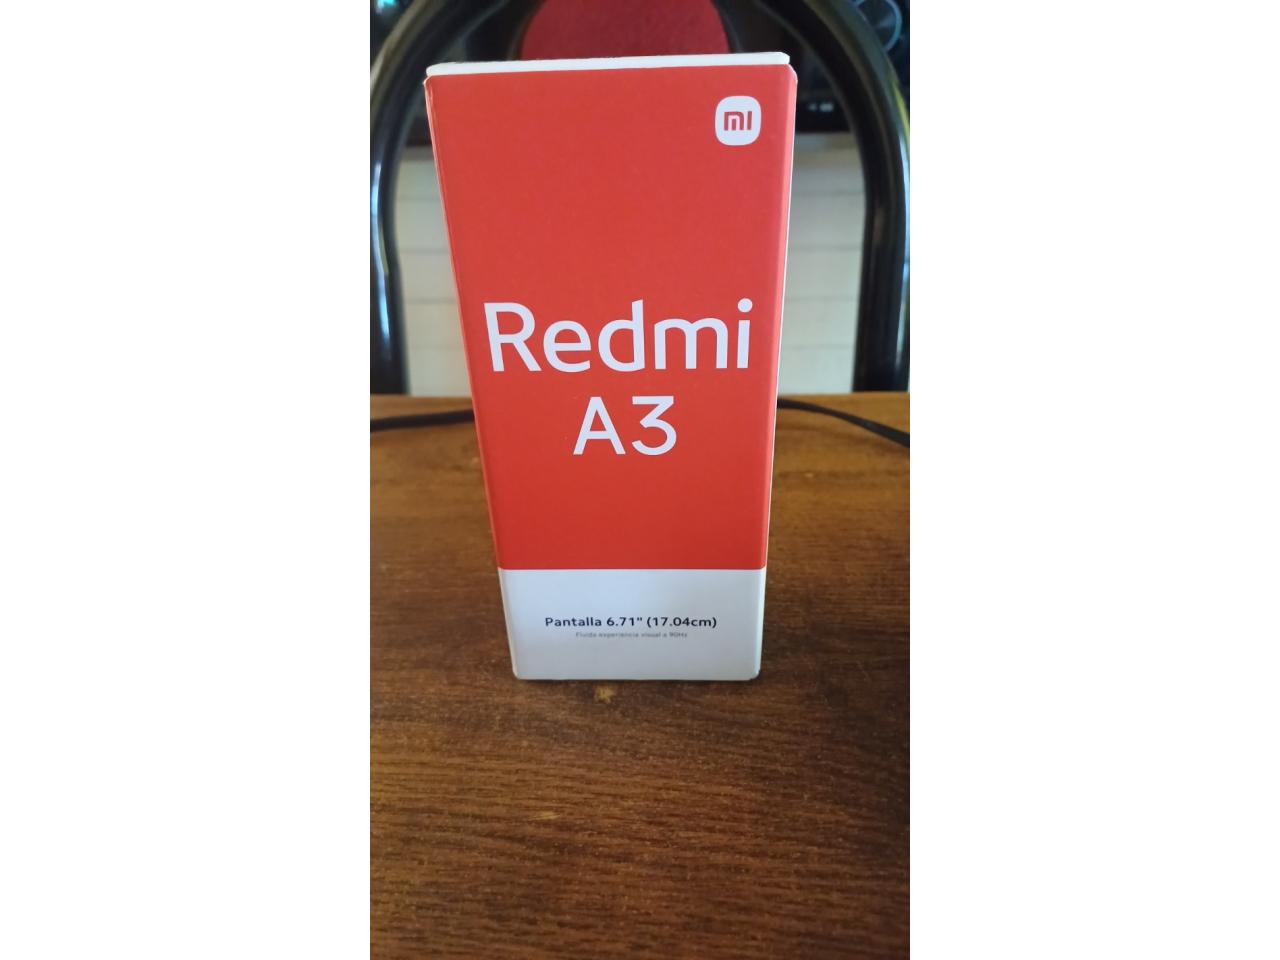 mi
Redmi
A3
Pantalla 6.71" (17.04cm)
Fluida experiencia visual a 90Hz